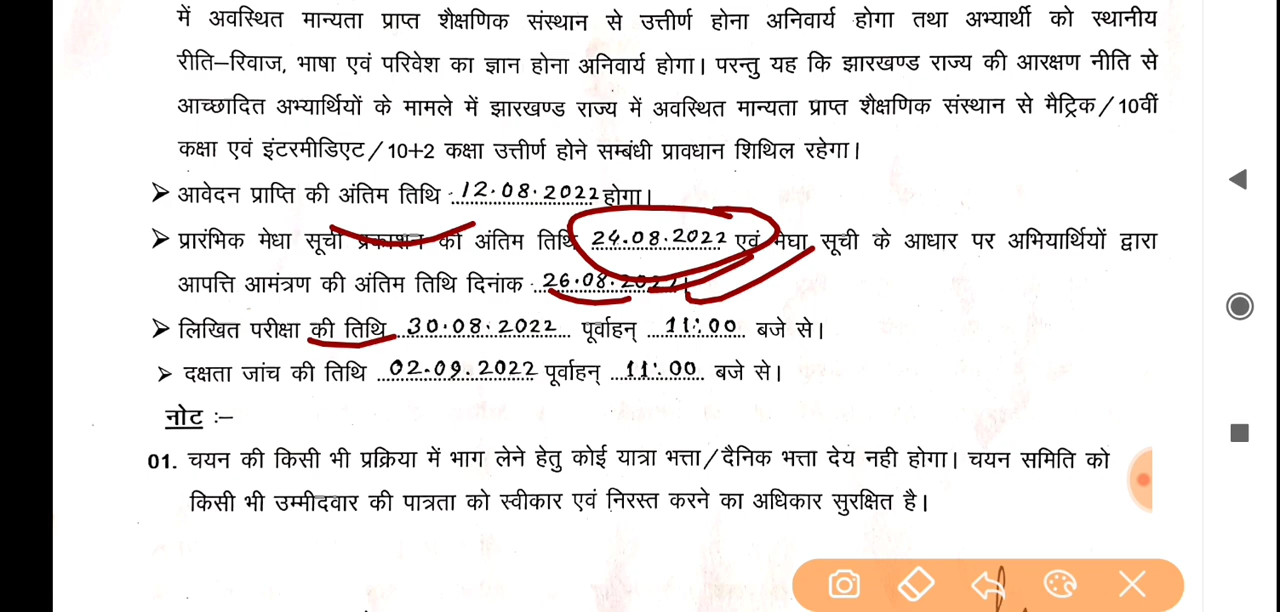 में अवस्थित मान्यता प्राप्त शैक्षणिक संस्थान से उत्तीर्ण होना अनिवार्य होगा तथा अभ्यार्थी को स्थानीय
रीति–रिवाज, भाषा एवं परिवेश का ज्ञान होना अनिवार्य होगा। परन्तु यह कि झारखण्ड राज्य की आरक्षण नीति से
आच्छादित अभ्यार्थियों के मामले में झारखण्ड राज्य में अवस्थित मान्यता प्राप्त शैक्षणिक संस्थान से मैट्रिक/10वीं
कक्षा एवं इंटरमीडिएट/10+2 कक्षा उत्तीर्ण होने सम्बंधी प्रावधान शिथिल रहेगा।
➢ आवेदन प्राप्ति की अंतिम तिथि 12.08.2022 होगा।
➢ प्रारंभिक मेधा सूची प्रकाशन की अंतिम तिथि 24.08.2022 एवं मेघा सूची के आधार पर अभियार्थियों द्वारा
आपत्ति आमंत्रण की अंतिम तिथि दिनांक 26.08.2022।
➢ लिखित परीक्षा की तिथि 30.08.2022 पूर्वाहन् 11:00 बजे से।
➢ दक्षता जांच की तिथि 02.09.2022 पूर्वाहन् 11:00 बजे से।
नोट :–
01. चयन की किसी भी प्रक्रिया में भाग लेने हेतु कोई यात्रा भत्ता/दैनिक भत्ता देय नही होगा। चयन समिति को
किसी भी उम्मीदवार की पात्रता को स्वीकार एवं निरस्त करने का अधिकार सुरक्षित है।